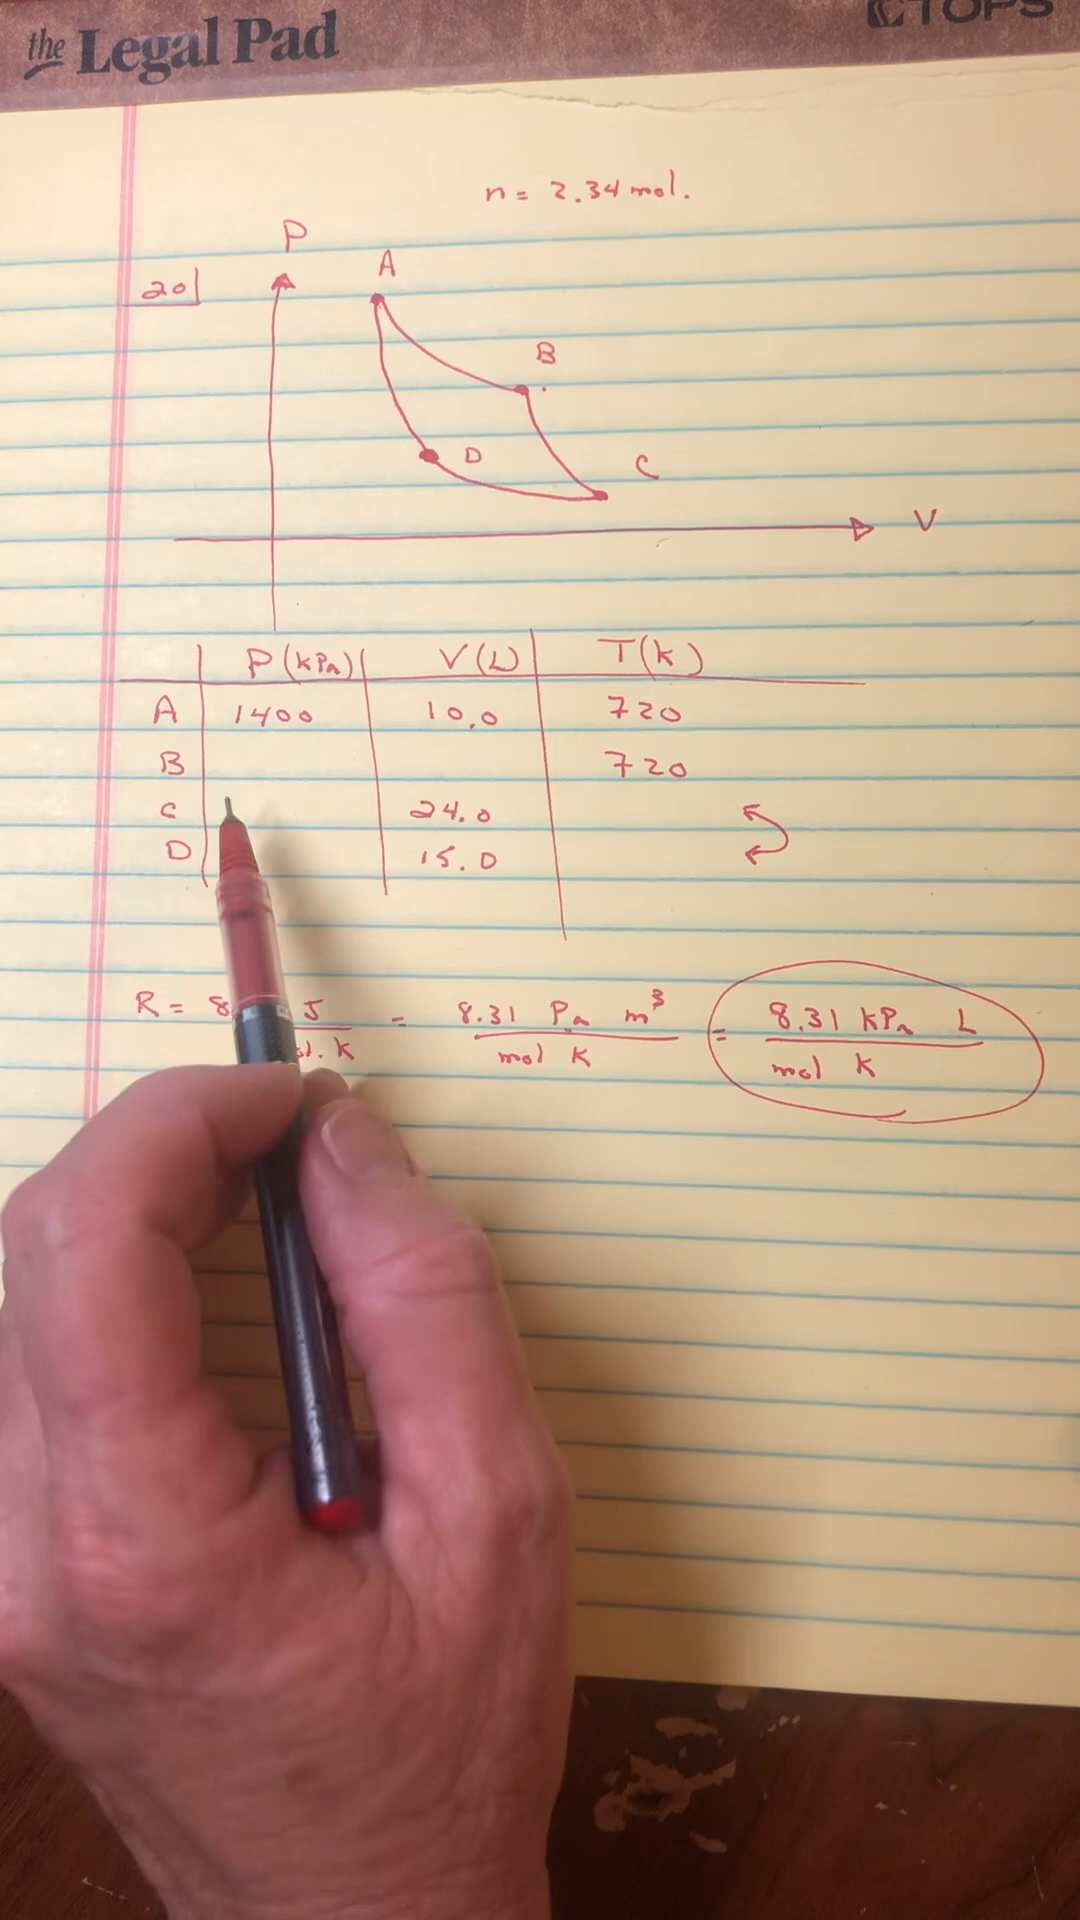 the Legal Pad
TOPS
n = 2.34 mol.
P
A
20
B
D
C
V
P (kPa) V (L) T (K)
A 1400 10.0 720
B 720
C 24.0
D 15.0
R = 8 J = 8.31 Pa m³ = 8.31 kPa L
K mol K mol K